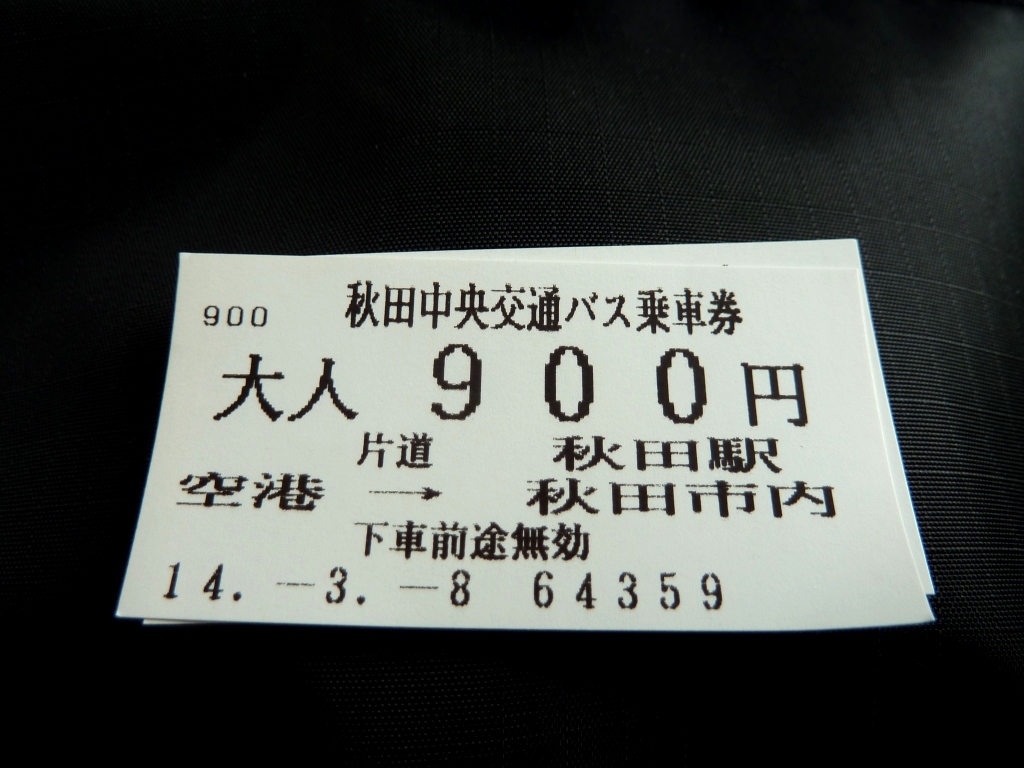 900 秋田中央交通バス乗車券
大人 900円
片道 秋田駅
空港 → 秋田市内
下車前途無効
14.-3.-8 64359